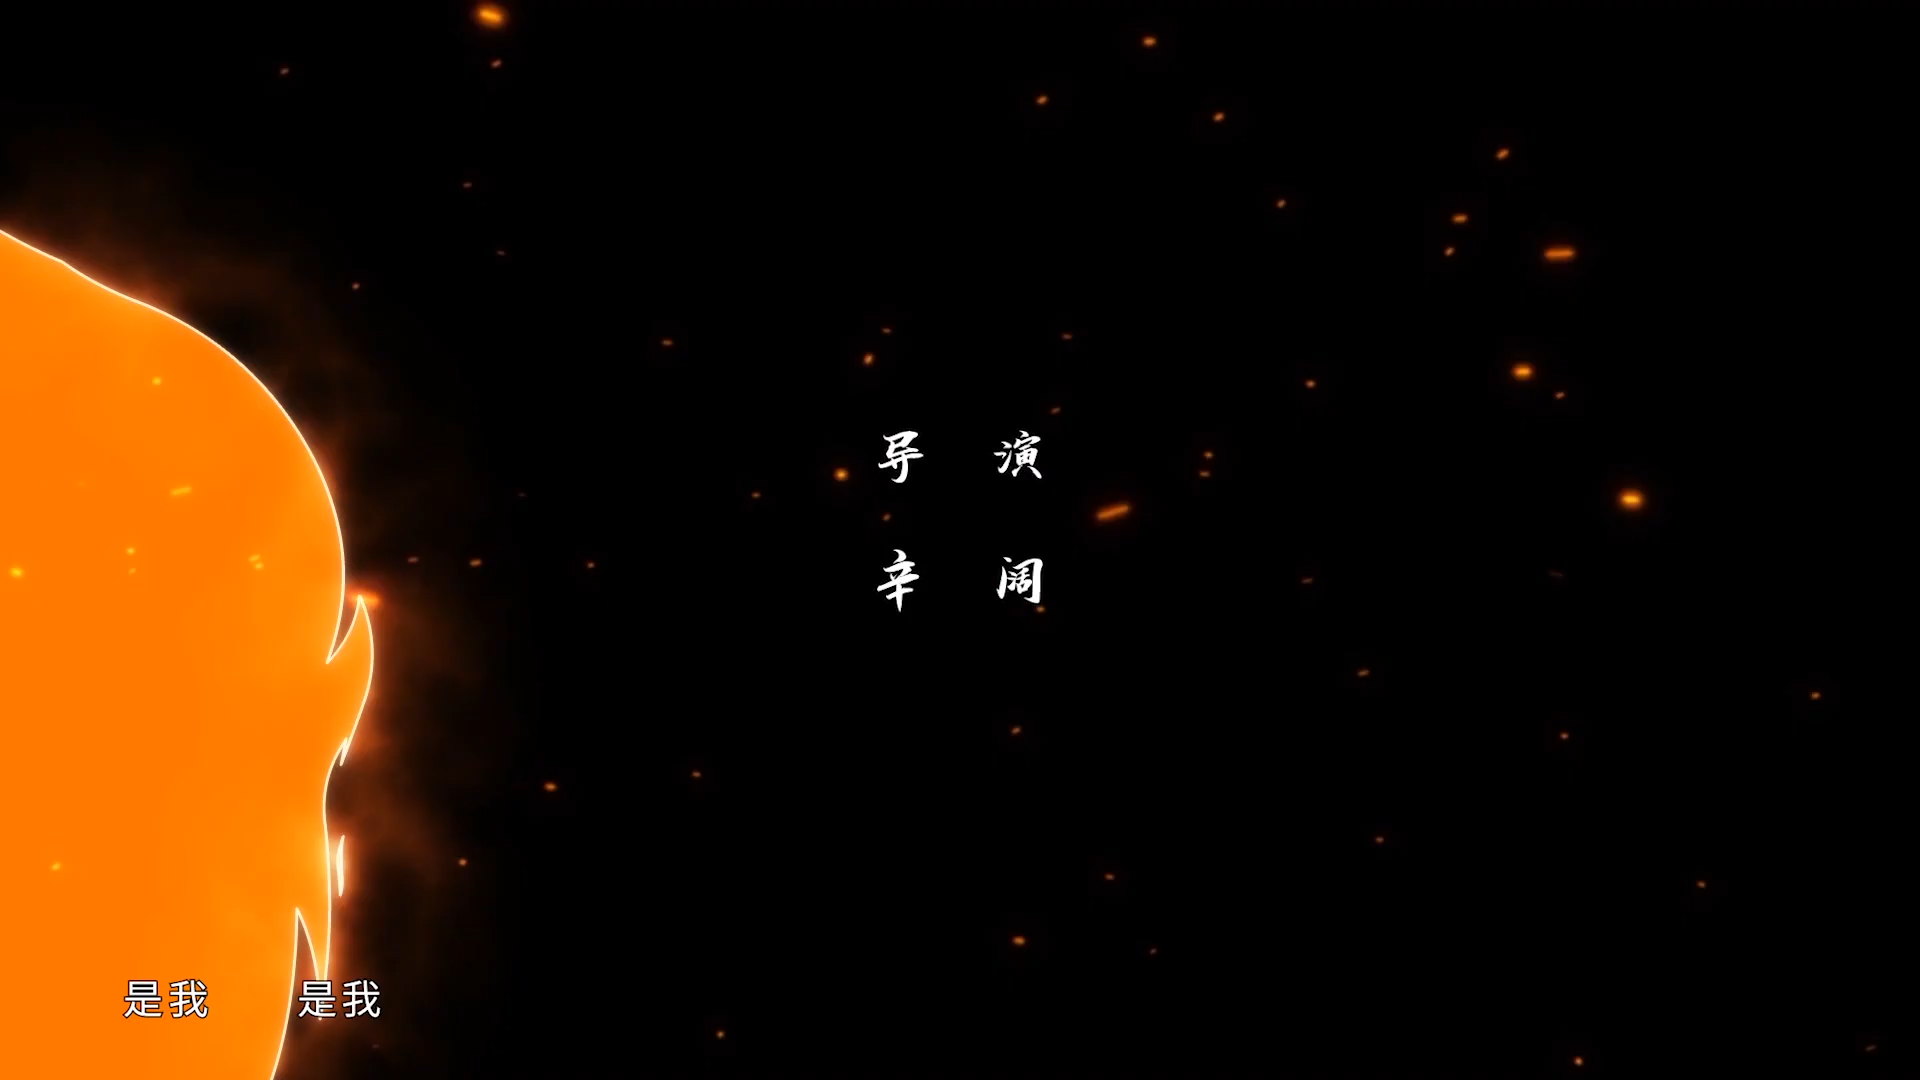 导 演
辛 阔
是我 是我